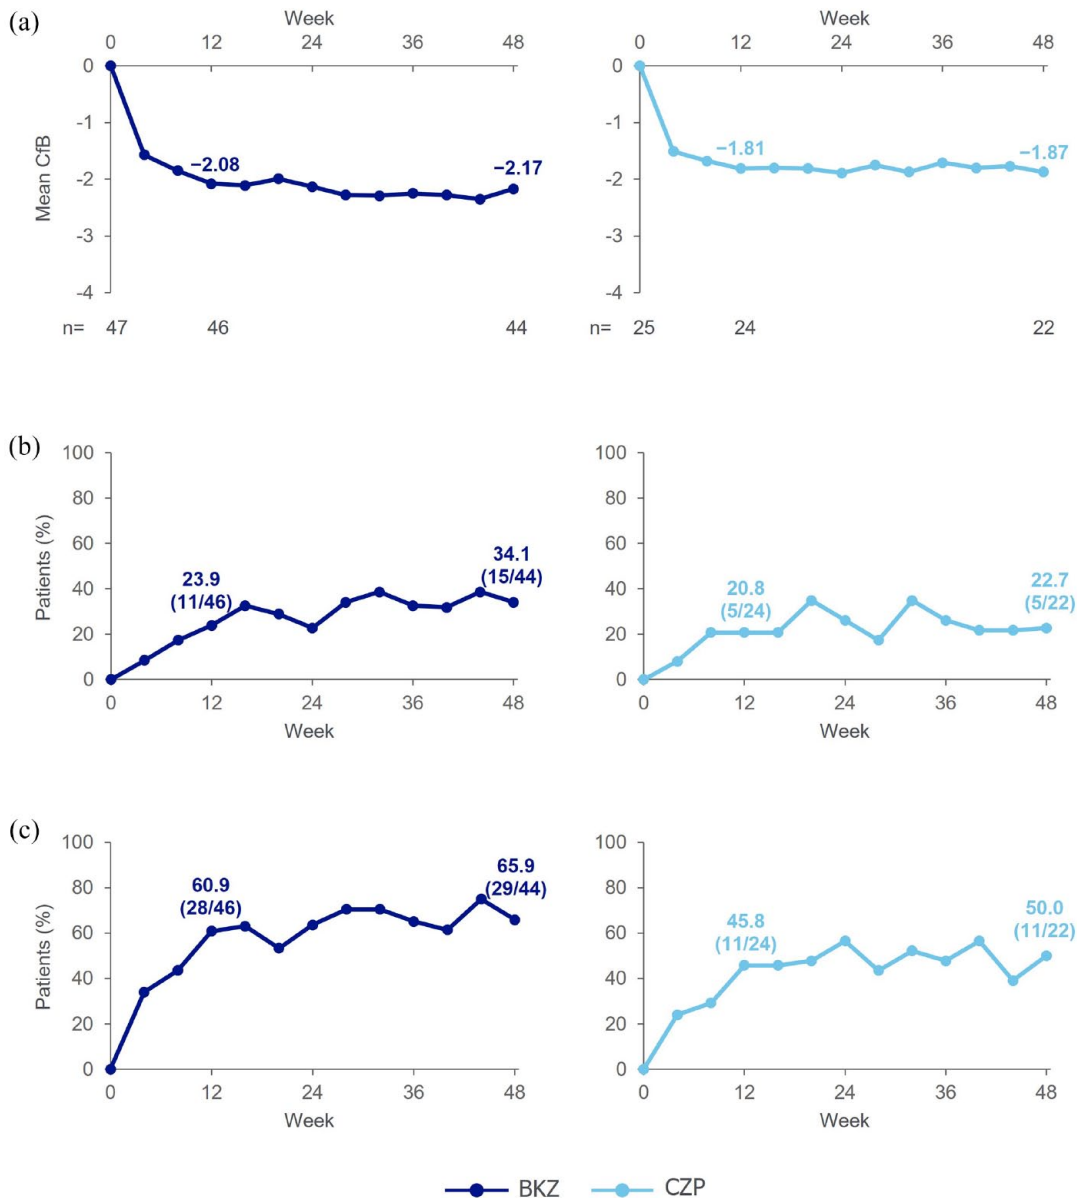 (a)
Week
Week
0 12 24 36 48
0 12 24 36 48
0
0
-1
-1
−2.08
−2.17
−1.81
−1.87
Mean CfB
-2
-2
-3
-3
-4
-4
n= 47 46 44
n= 25 24 22
(b)
100
100
80
80
Patients (%)
60
60
34.1
(15/44)
23.9
(11/46)
20.8
(5/24)
22.7
(5/22)
40
40
20
20
0
0
0 12 24 36 48
0 12 24 36 48
Week
Week
(c)
100
100
80
80
60.9
(28/46)
65.9
(29/44)
45.8
(11/24)
50.0
(11/22)
Patients (%)
60
60
40
40
20
20
0
0
0 12 24 36 48
0 12 24 36 48
Week
Week
BKZ CZP